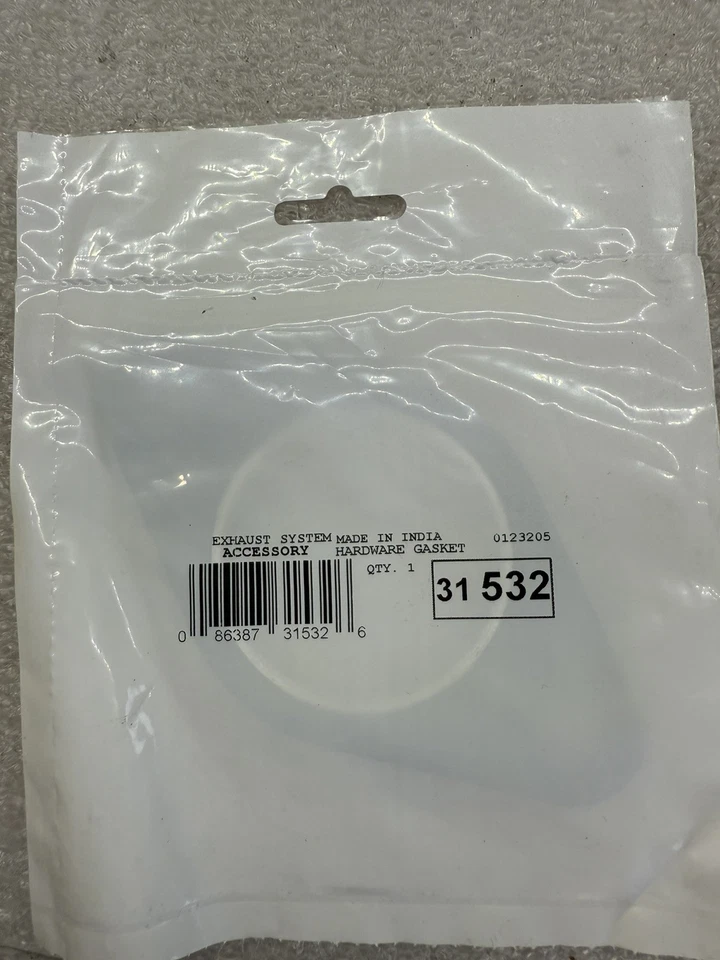 EXHAUST SYSTEM MADE IN INDIA 0123205
ACCESSORY HARDWARE GASKET
QTY. 1
31 532
0 86387 31532 6